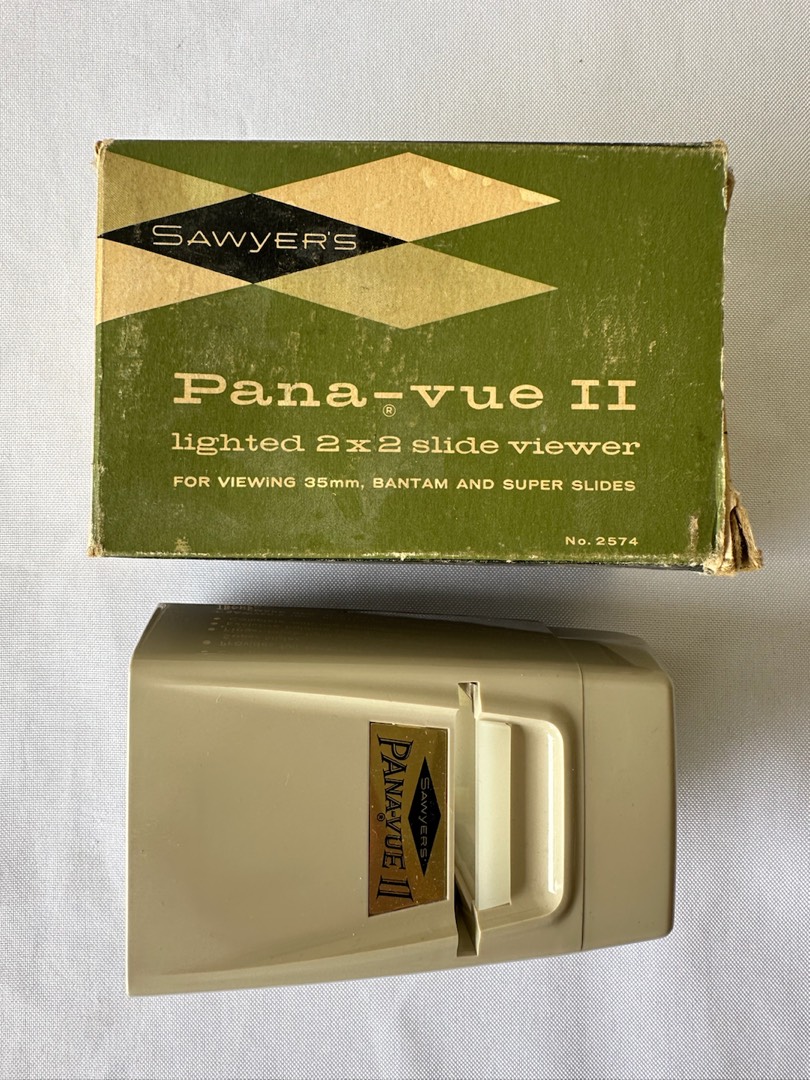 SAWYER'S
Pana-vue II
®
lighted 2x2 slide viewer
FOR VIEWING 35mm, BANTAM AND SUPER SLIDES
No. 2574
SAWYER'S
PANA-VUE II
®